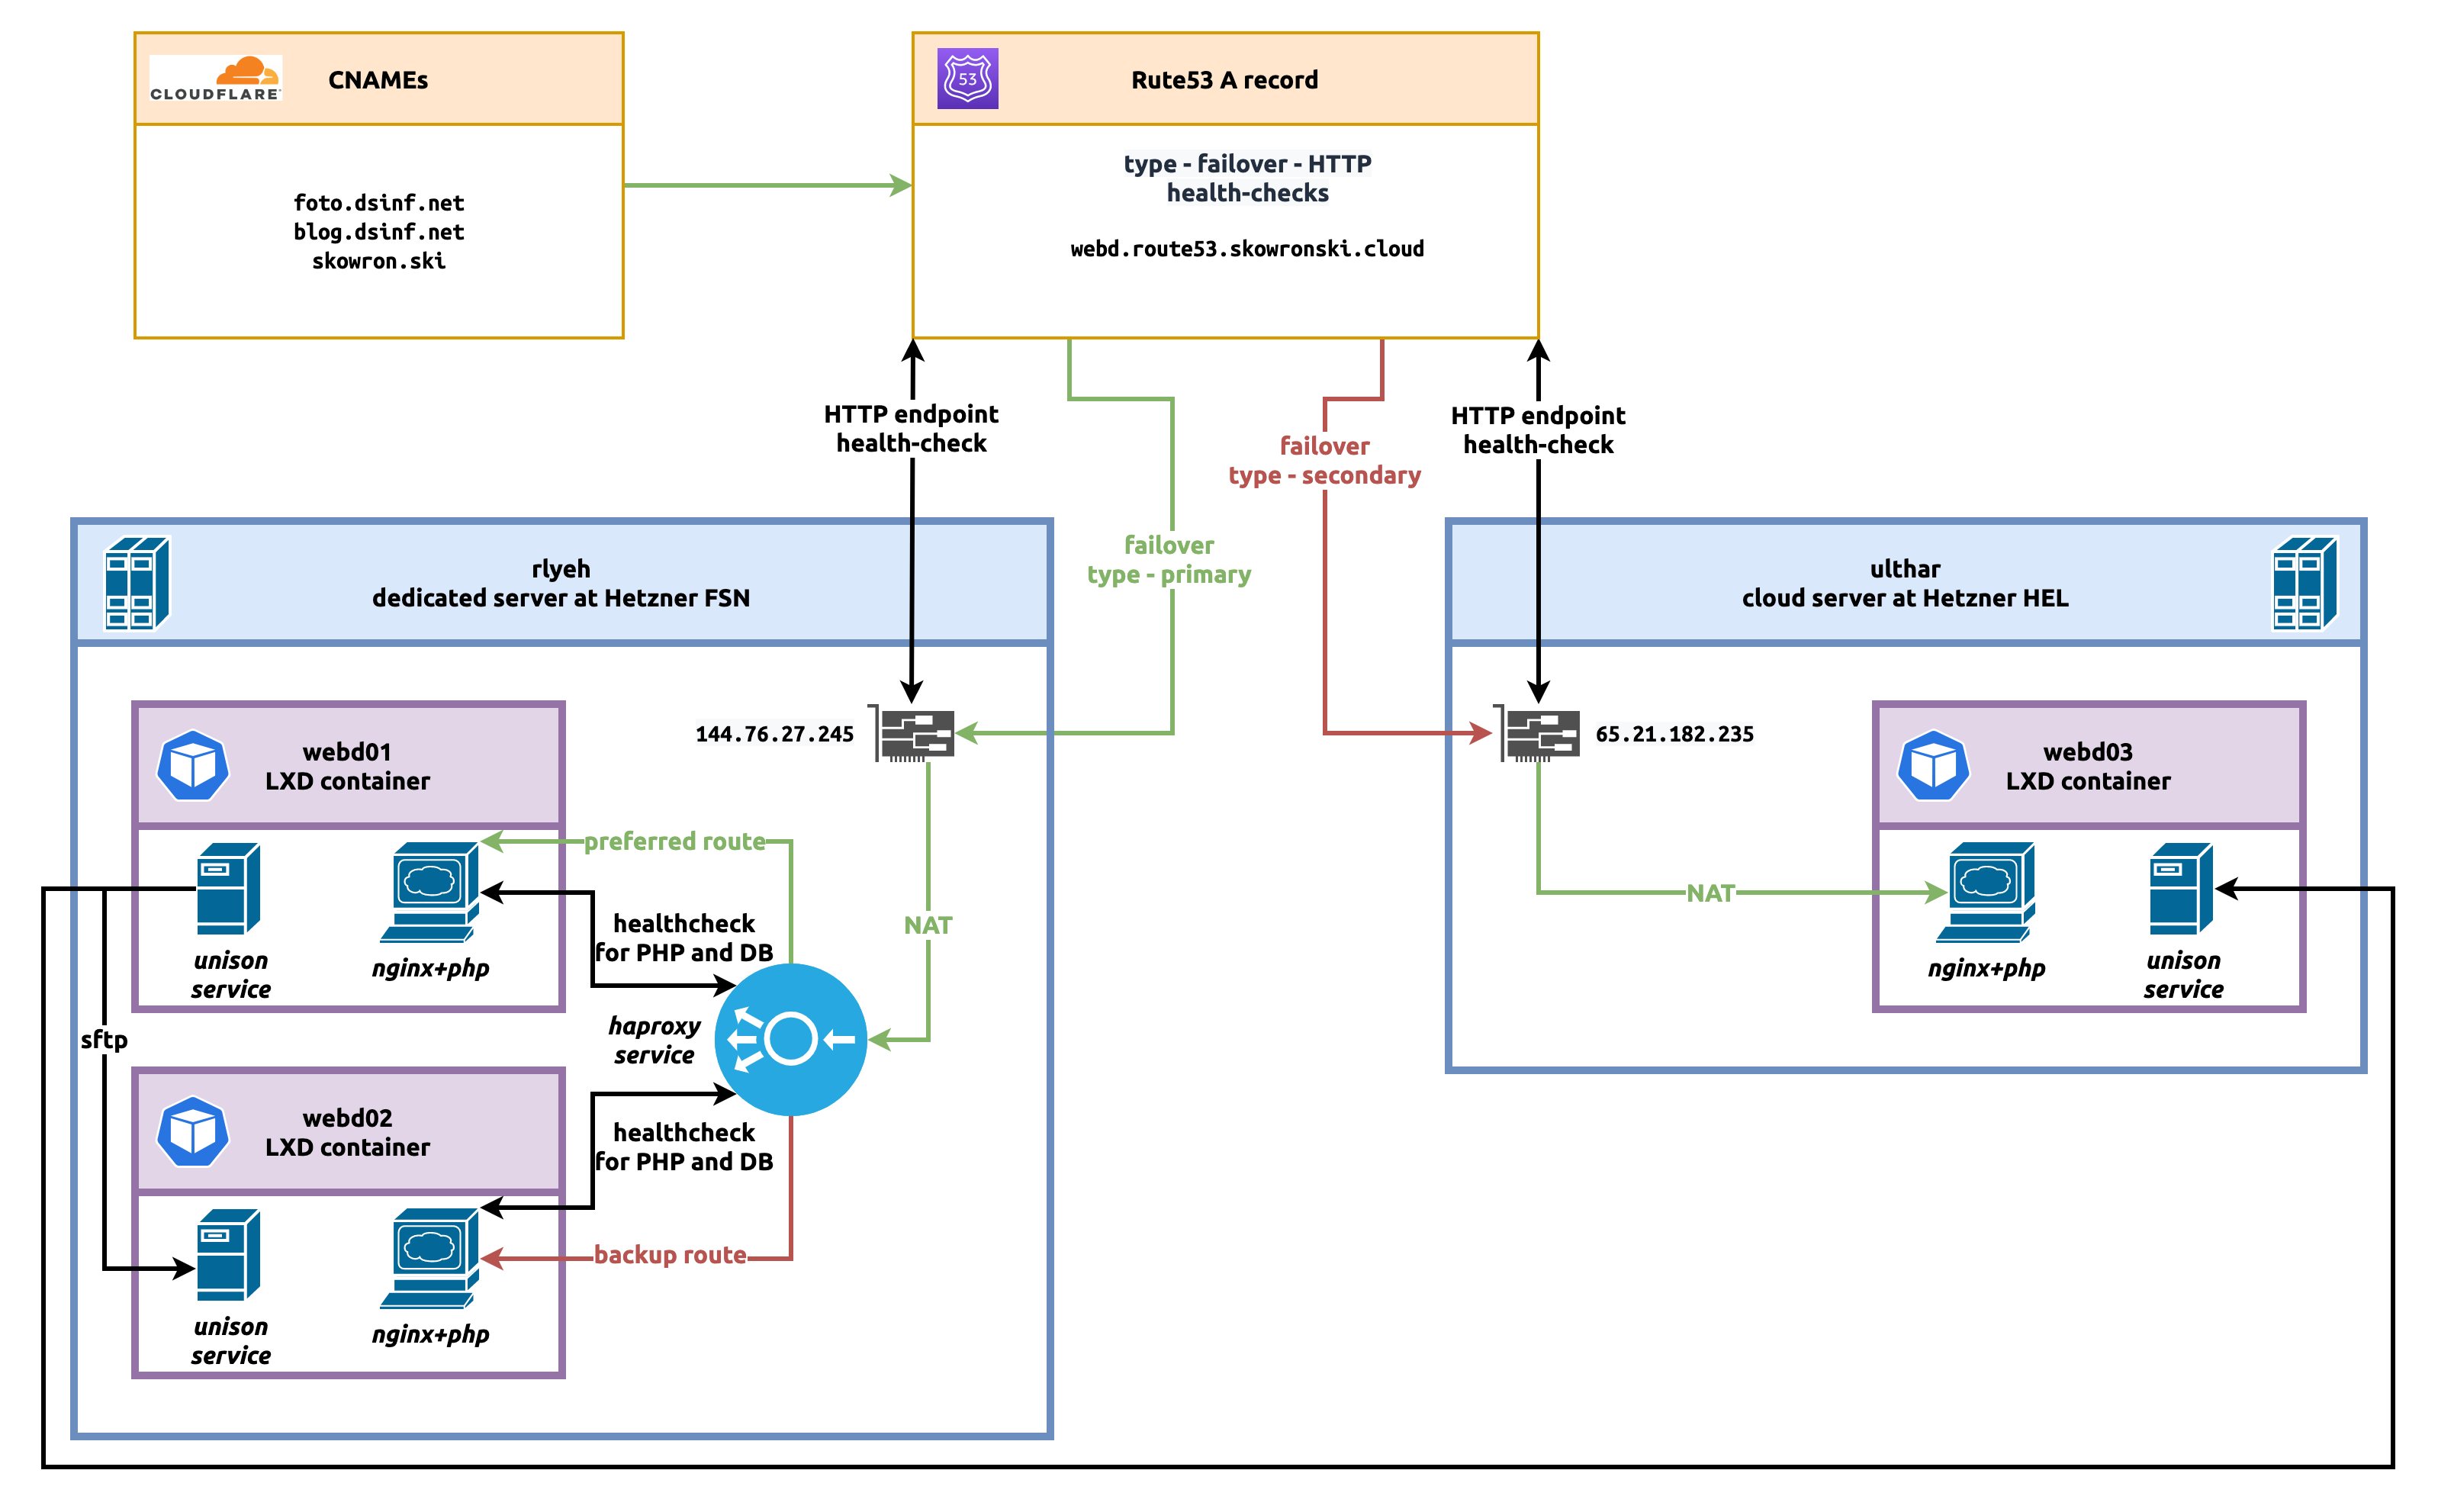 CLOUDFLARE
CNAMEs
foto.dsinf.net
blog.dsinf.net
skowron.ski
53
Rute53 A record
type - failover - HTTP
health-checks
webd.route53.skowronski.cloud
HTTP endpoint
health-check
failover
type - secondary
HTTP endpoint
health-check
failover
type - primary
rlyeh
dedicated server at Hetzner FSN
144.76.27.245
webd01
LXD container
preferred route
unison
service
nginx+php
healthcheck
for PHP and DB
NAT
haproxy
service
sftp
webd02
LXD container
healthcheck
for PHP and DB
backup route
unison
service
nginx+php
ulthar
cloud server at Hetzner HEL
65.21.182.235
webd03
LXD container
NAT
nginx+php
unison
service